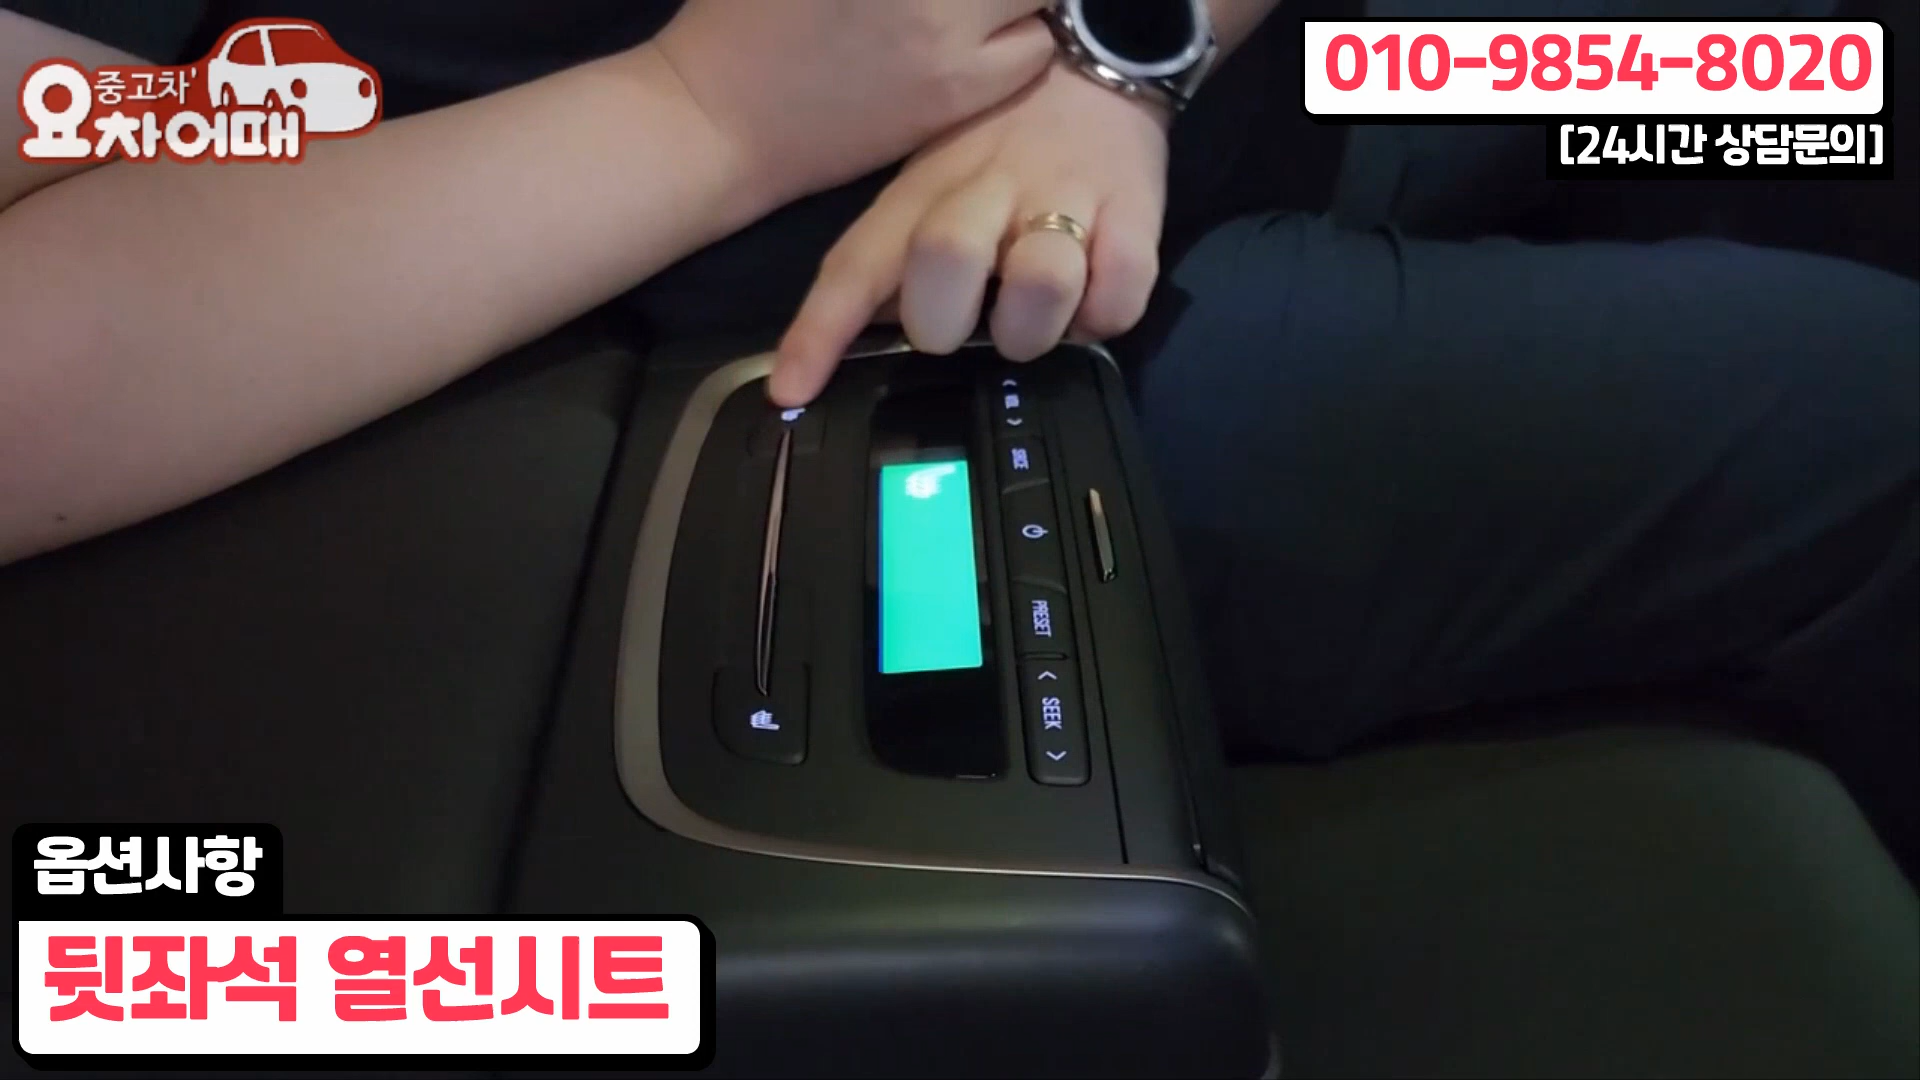 중고차'
요차어때
010-9854-8020
[24시간 상담문의]
PRESET
< SEEK >
옵션사항
뒷좌석 열선시트